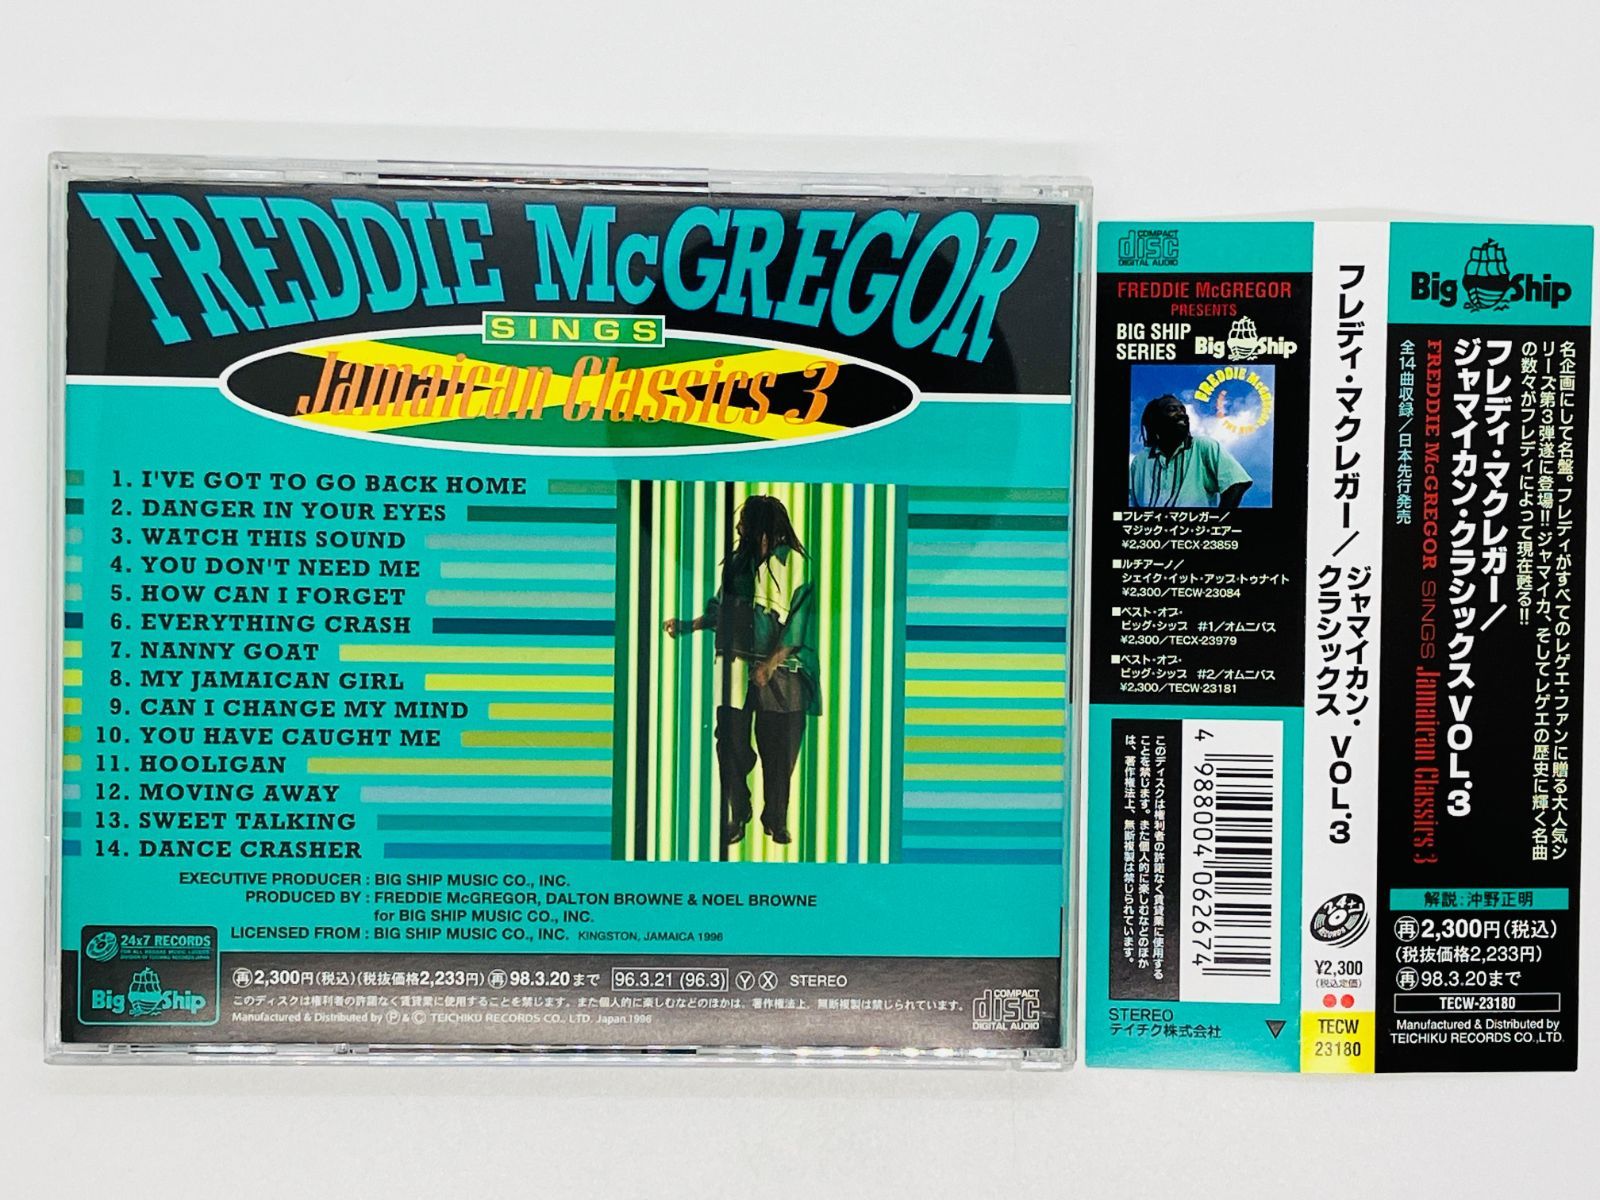 FREDDIE McGREGOR
SINGS
Jamaican Classics 3
1. I'VE GOT TO GO BACK HOME
2. DANGER IN YOUR EYES
3. WATCH THIS SOUND
4. YOU DON'T NEED ME
5. HOW CAN I FORGET
6. EVERYTHING CRASH
7. NANNY GOAT
8. MY JAMAICAN GIRL
9. CAN I CHANGE MY MIND
10. YOU HAVE CAUGHT ME
11. HOOLIGAN
12. MOVING AWAY
13. SWEET TALKING
14. DANCE CRASHER
EXECUTIVE PRODUCER : BIG SHIP MUSIC CO., INC.
PRODUCED BY : FREDDIE McGREGOR, DALTON BROWNE & NOEL BROWNE
for BIG SHIP MUSIC CO., INC.
LICENSED FROM : BIG SHIP MUSIC CO., INC. KINGSTON, JAMAICA 1996
24x7 RECORDS
FOR ALL REGGAE MUSIC LOVERS
DIVISION OF TEICHIKU RECORDS JAPAN
Big Ship
再2,300円(税込)(税抜価格2,233円) 再98.3.20まで 96.3.21 (96.3) Y X STEREO
このディスクは権利者の許諾なく賃貸業に使用することを禁じます。また個人的に楽しむなどのほかは、著作権法上、無断複製は禁じられています。
Manufactured & Distributed by Ⓟ & Ⓒ TEICHIKU RECORDS CO., LTD. Japan.1996
COMPACT
disc
DIGITAL AUDIO
COMPACT
disc
DIGITAL AUDIO
FREDDIE McGREGOR
PRESENTS
BIG SHIP
SERIES
Big Ship
FREDDIE McGREGOR
■フレディ・マクレガー/
マジック・イン・ジ・エアー
¥2,300/TECX-23859
■ルチアーノ/
シェイク・イット・アップ・トゥナイト
¥2,300/TECW-23084
■ベスト・オブ・
ビッグ・シップ #1/オムニバス
¥2,300/TECX-23979
■ベスト・オブ・
ビッグ・シップ #2/オムニバス
¥2,300/TECW-23181
このディスクは権利者の許諾なく賃貸業に使用する
ことを禁じます。また個人的に楽しむなどのほか
は、著作権法上、無断複製は禁じられています。
4 988004 062674
STEREO
テイチク株式会社
フレディ・マクレガー/ジャマイカン・クラシックス VOL.3
24x7
RECORDS
¥2,300
(税込定価)
TECW
23180
Big Ship
名企画にして名盤。フレディがすべてのレゲエ・ファンに贈る大人気シ
リーズ第3弾遂に登場!! ジャマイカ、そしてレゲエの歴史に輝く名曲
の数々がフレディによって現在甦る!!
フレディ・マクレガー/
ジャマイカン・クラシックスVOL.3
FREDDIE McGREGOR SINGS Jamaican Classics 3
全14曲収録/日本先行発売
解説:沖野正明
再2,300円(税込)
(税抜価格2,233円)
再98.3.20まで
TECW-23180
Manufactured & Distributed by
TEICHIKU RECORDS CO.,LTD.